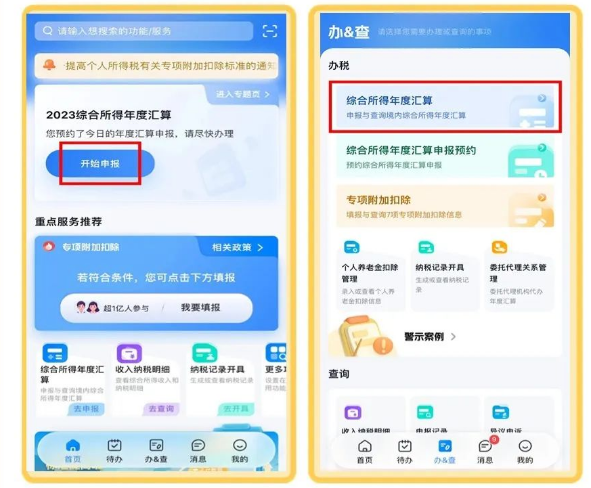 请输入想搜索的功能/服务
提高个人所得税有关专项附加扣除标准的通知
进入专题页 >
2023综合所得年度汇算
您预约了今日的年度汇算申报，请尽快办理
开始申报
重点服务推荐
专项附加扣除
相关政策 >
若符合条件，您可点击下方填报
超1亿人参与 / 我要填报
综合所得年度汇
算
申报与查询境内综合
所得年度汇算
去申报
收入纳税明细
查看综合所得收入和
纳税明细
去查询
纳税记录开具
生成或查看纳税记录
去开具
更多
首页
待办
办&查
消息
我的
办&查
请选择您需要办理或查询的事项
办税
综合所得年度汇算
申报与查询境内综合所得年度汇算
综合所得年度汇算申报预约
预约综合所得年度汇算申报
专项附加扣除
填报与查询7项专项附加扣除信息
个人养老金扣除
管理
录入或查看个人养
老金扣除信息
纳税记录开具
生成或查看纳税记
录
委托代理关系管
理
委托代理机构代办
年度汇算
警示案例 >
查询
收入纳税明细
申报记录
异议申诉
首页
待办
办&查
消息
我的